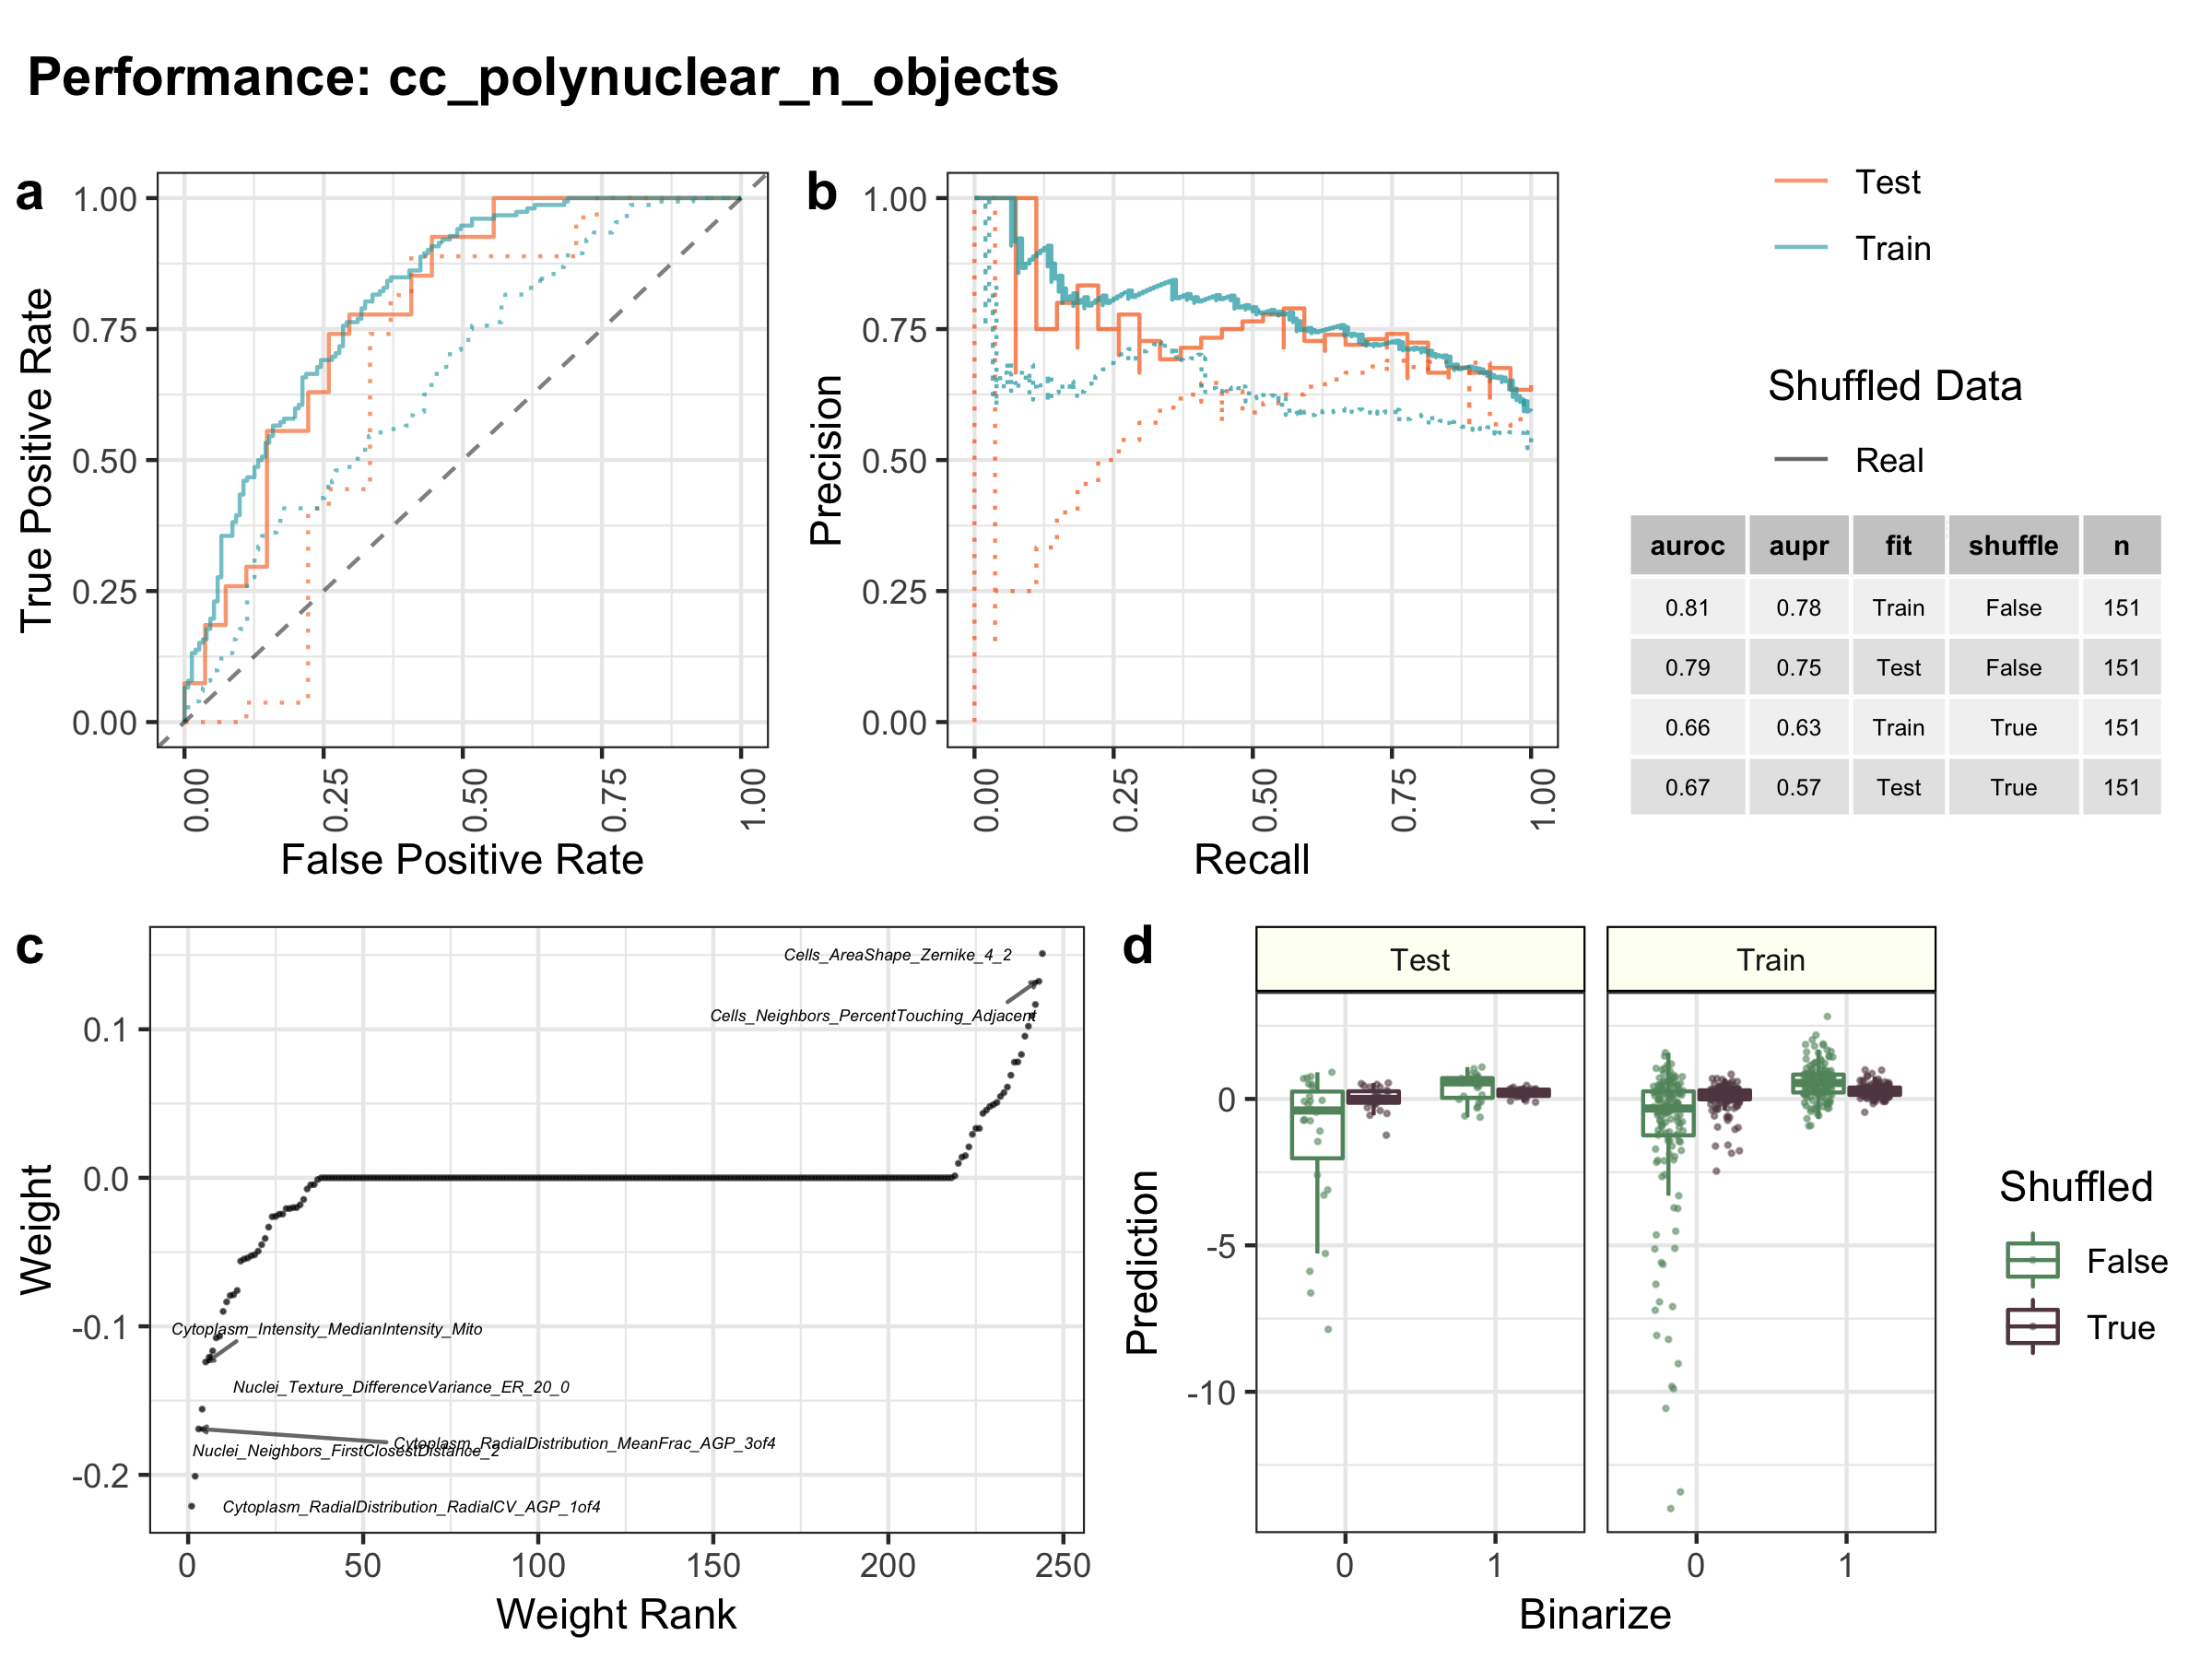 Performance: cc_polynuclear_n_objects
a
True Positive Rate
1.00
0.75
0.50
0.25
0.00
0.00
0.25
0.50
0.75
1.00
False Positive Rate
b
Precision
1.00
0.75
0.50
0.25
0.00
0.00
0.25
0.50
0.75
1.00
Recall
Test
Train
Shuffled Data
Real
auroc aupr fit shuffle n
0.81 0.78 Train False 151
0.79 0.75 Test False 151
0.66 0.63 Train True 151
0.67 0.57 Test True 151
c
Weight
0.1
0.0
-0.1
-0.2
Cells_AreaShape_Zernike_4_2
Cells_Neighbors_PercentTouching_Adjacent
Cytoplasm_Intensity_MedianIntensity_Mito
Nuclei_Texture_DifferenceVariance_ER_20_0
Cytoplasm_RadialDistribution_MeanFrac_AGP_3of4
Nuclei_Neighbors_FirstClosestDistance_2
Cytoplasm_RadialDistribution_RadialCV_AGP_1of4
0 50 100 150 200 250
Weight Rank
d
Test Train
Prediction
0
-5
-10
0 1 0 1
Binarize
Shuffled
False
True